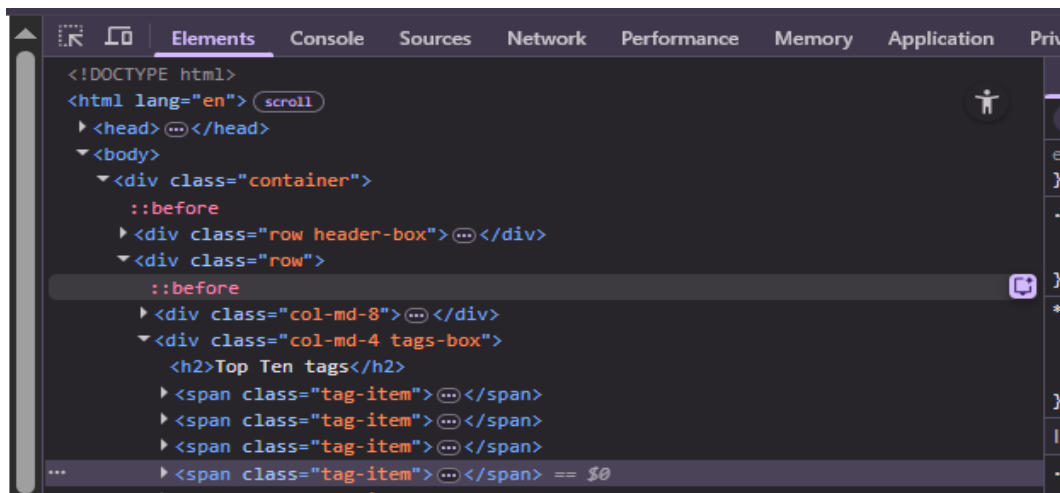 Elements Console Sources Network Performance Memory Application
<!DOCTYPE html>
<html lang="en"> scroll
<head>…</head>
<body>
<div class="container">
::before
<div class="row header-box">…</div>
<div class="row">
::before
<div class="col-md-8">…</div>
<div class="col-md-4 tags-box">
<h2>Top Ten tags</h2>
<span class="tag-item">…</span>
<span class="tag-item">…</span>
<span class="tag-item">…</span>
… <span class="tag-item">…</span> == $0